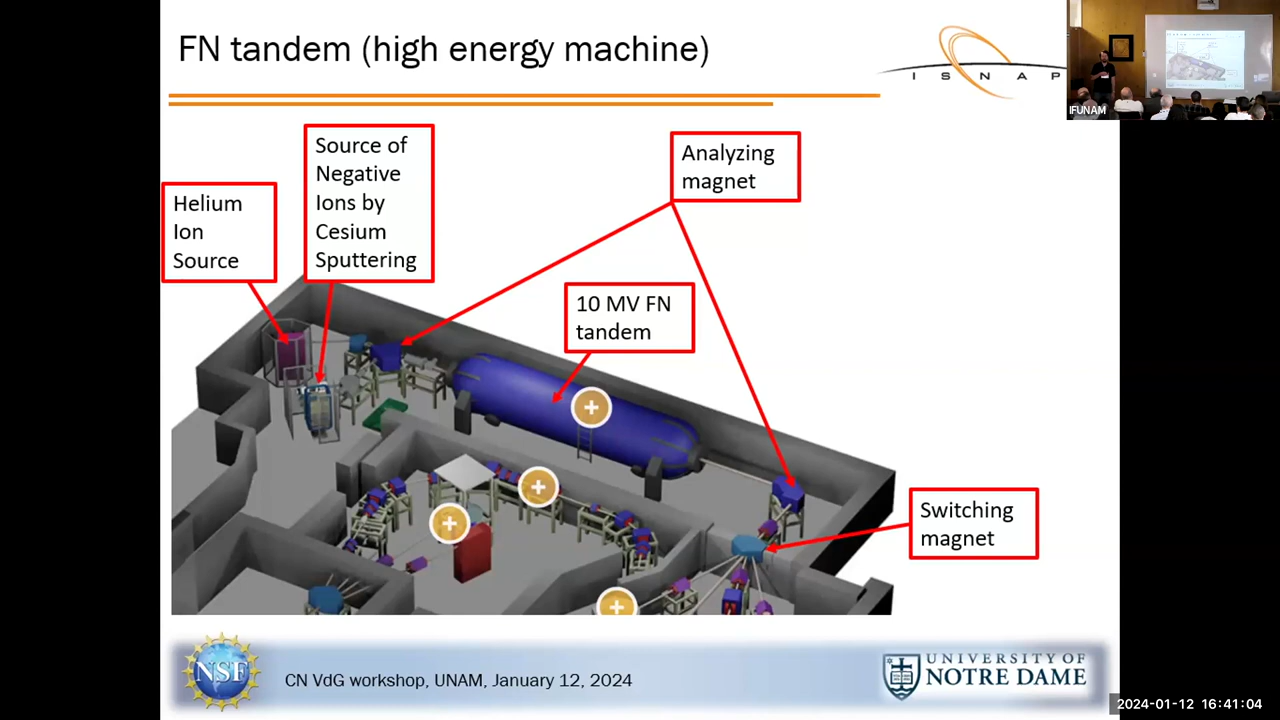 FN tandem (high energy machine)
ISNAP
IFUNAM
Source of
Negative
Ions by
Cesium
Sputtering
Helium
Ion
Source
Analyzing
magnet
10 MV FN
tandem
Switching
magnet
NSF
CN VdG workshop, UNAM, January 12, 2024
UNIVERSITY OF
NOTRE DAME
2024-01-12 16:41:04